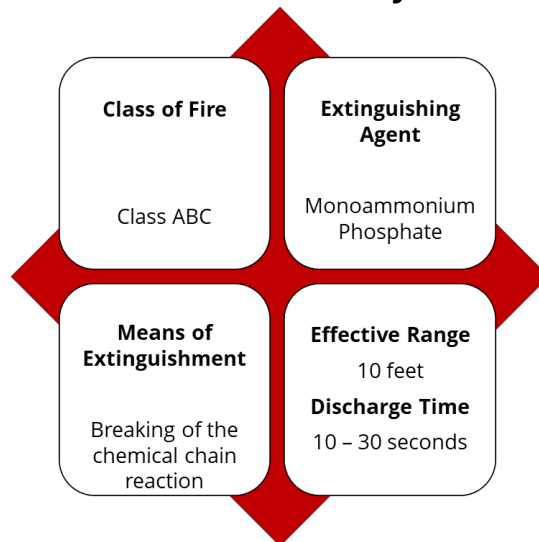 Class of Fire
Class ABC
Extinguishing
Agent
Monoammonium
Phosphate
Means of
Extinguishment
Breaking of the
chemical chain
reaction
Effective Range
10 feet
Discharge Time
10 – 30 seconds